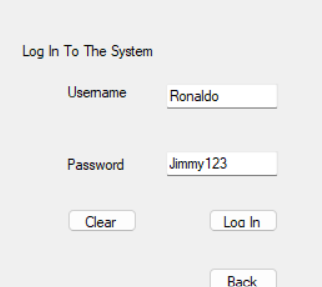 Log In To The System
Username
Ronaldo
Password
Jimmy123
Clear
Log In
Back